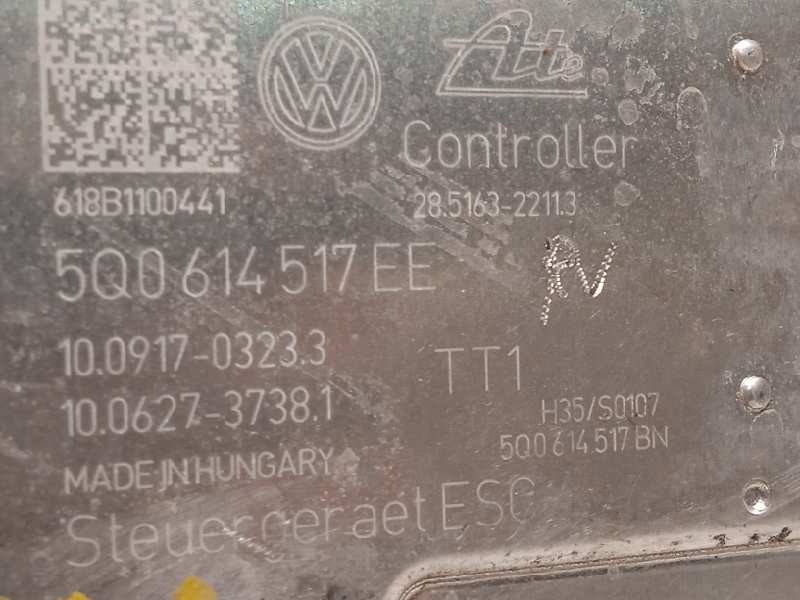 Ate
Controller
618B1100441
28.5163-2211.3
5Q0 614 517 EE
10.0917-0323.3
TT1
10.0627-3738.1
H35/S0107
5Q0 614 517 BN
MADE IN HUNGARY
Steuergeraet ESC